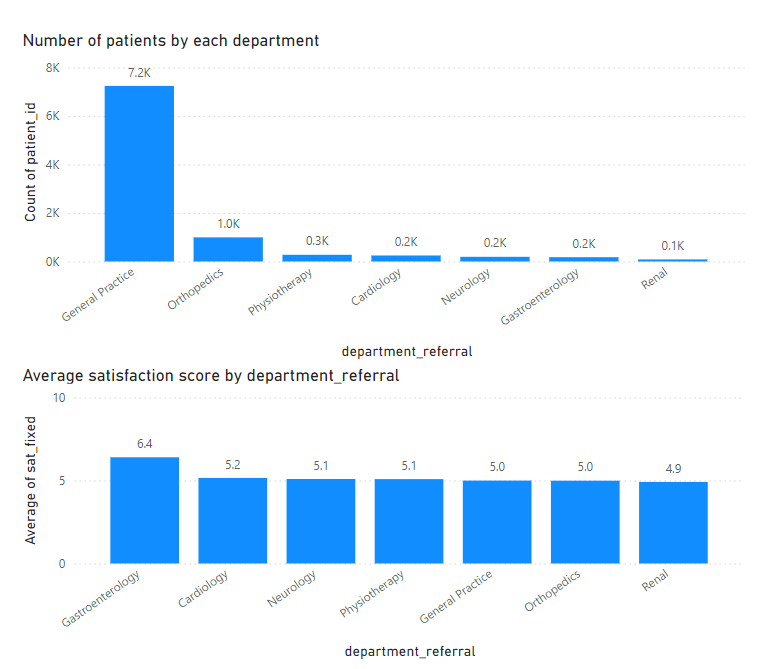 Number of patients by each department
Count of patient_id
8K
6K
4K
2K
0K
7.2K
1.0K
0.3K
0.2K
0.2K
0.2K
0.1K
General Practice
Orthopedics
Physiotherapy
Cardiology
Neurology
Gastroenterology
Renal
department_referral
Average satisfaction score by department_referral
Average of sat_fixed
10
5
0
6.4
5.2
5.1
5.1
5.0
5.0
4.9
Gastroenterology
Cardiology
Neurology
Physiotherapy
General Practice
Orthopedics
Renal
department_referral